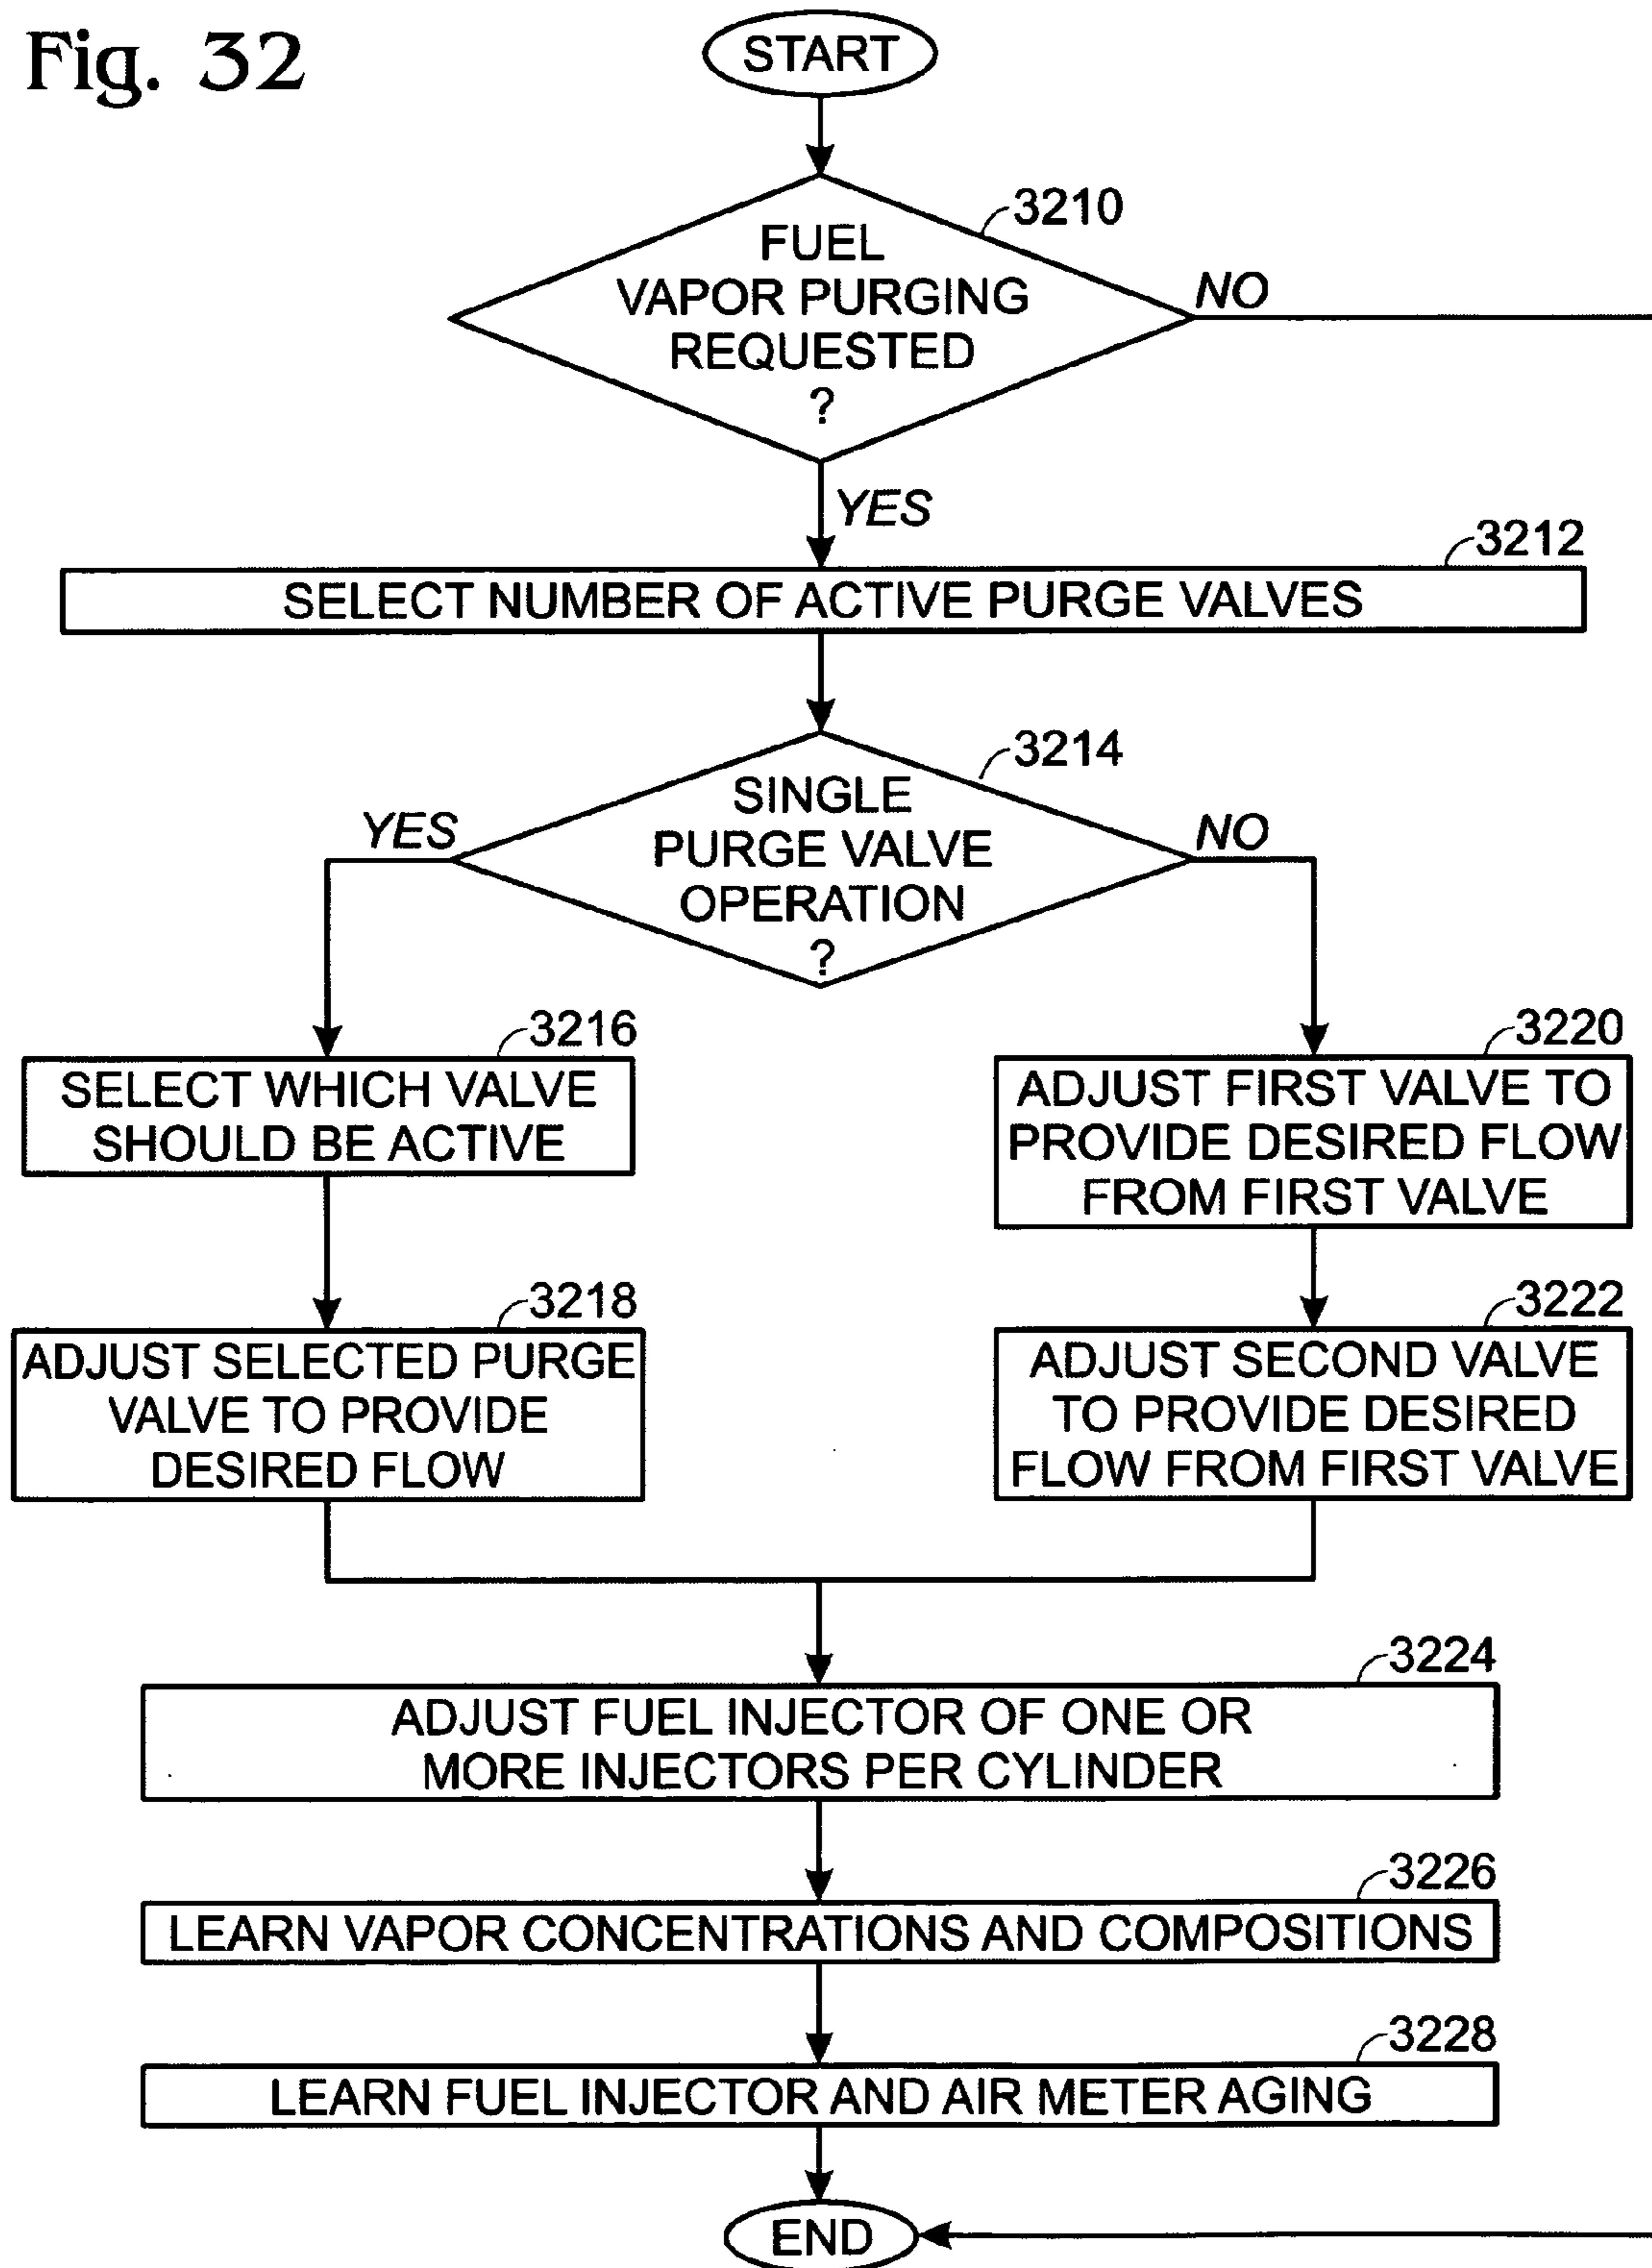 Fig. 32
START
3210
FUEL
VAPOR PURGING
REQUESTED
?
NO
YES
3212
SELECT NUMBER OF ACTIVE PURGE VALVES
3214
SINGLE
PURGE VALVE
OPERATION
?
YES
NO
3216
SELECT WHICH VALVE
SHOULD BE ACTIVE
3218
ADJUST SELECTED PURGE
VALVE TO PROVIDE
DESIRED FLOW
3220
ADJUST FIRST VALVE TO
PROVIDE DESIRED FLOW
FROM FIRST VALVE
3222
ADJUST SECOND VALVE
TO PROVIDE DESIRED
FLOW FROM FIRST VALVE
3224
ADJUST FUEL INJECTOR OF ONE OR
MORE INJECTORS PER CYLINDER
3226
LEARN VAPOR CONCENTRATIONS AND COMPOSITIONS
3228
LEARN FUEL INJECTOR AND AIR METER AGING
END